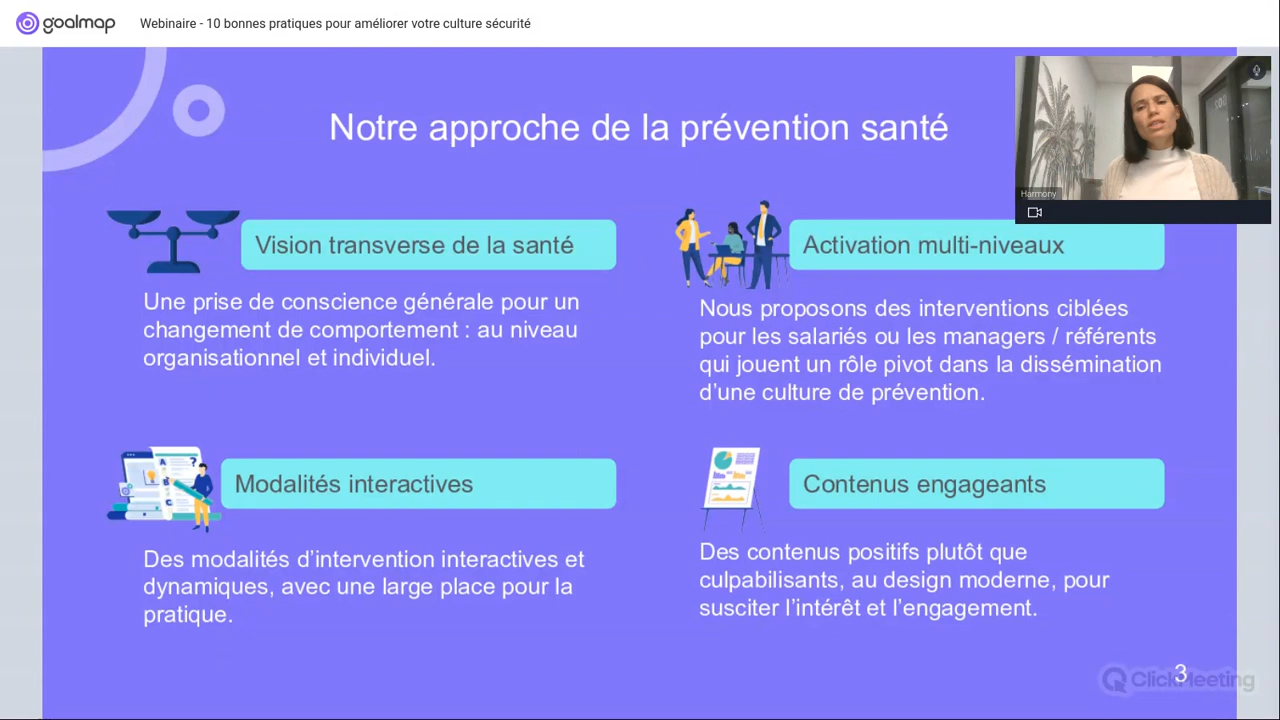 goalmap
Webinaire - 10 bonnes pratiques pour améliorer votre culture sécurité
Notre approche de la prévention santé
Harmony
Vision transverse de la santé
Une prise de conscience générale pour un
changement de comportement : au niveau
organisationnel et individuel.
Activation multi-niveaux
Nous proposons des interventions ciblées
pour les salariés ou les managers / référents
qui jouent un rôle pivot dans la dissémination
d’une culture de prévention.
Modalités interactives
Des modalités d’intervention interactives et
dynamiques, avec une large place pour la
pratique.
Contenus engageants
Des contenus positifs plutôt que
culpabilisants, au design moderne, pour
susciter l’intérêt et l’engagement.
3
ClickMeeting